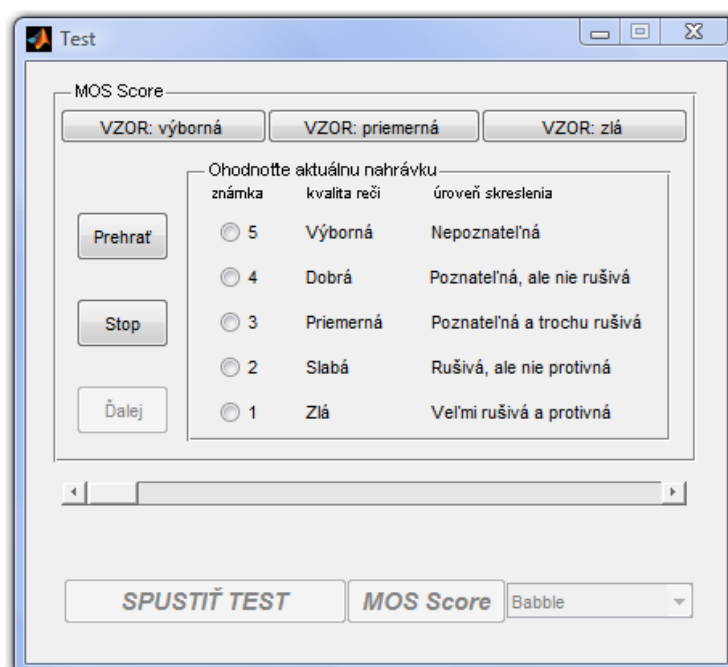 Test
MOS Score
VZOR: výborná VZOR: priemerná VZOR: zlá
Ohodnoťte aktuálnu nahrávku
známka kvalita reči úroveň skreslenia
Prehrať 5 Výborná Nepoznateľná
4 Dobrá Poznateľná, ale nie rušivá
Stop 3 Priemerná Poznateľná a trochu rušivá
2 Slabá Rušivá, ale nie protivná
Ďalej 1 Zlá Veľmi rušivá a protivná
SPUSTIŤ TEST MOS Score Babble